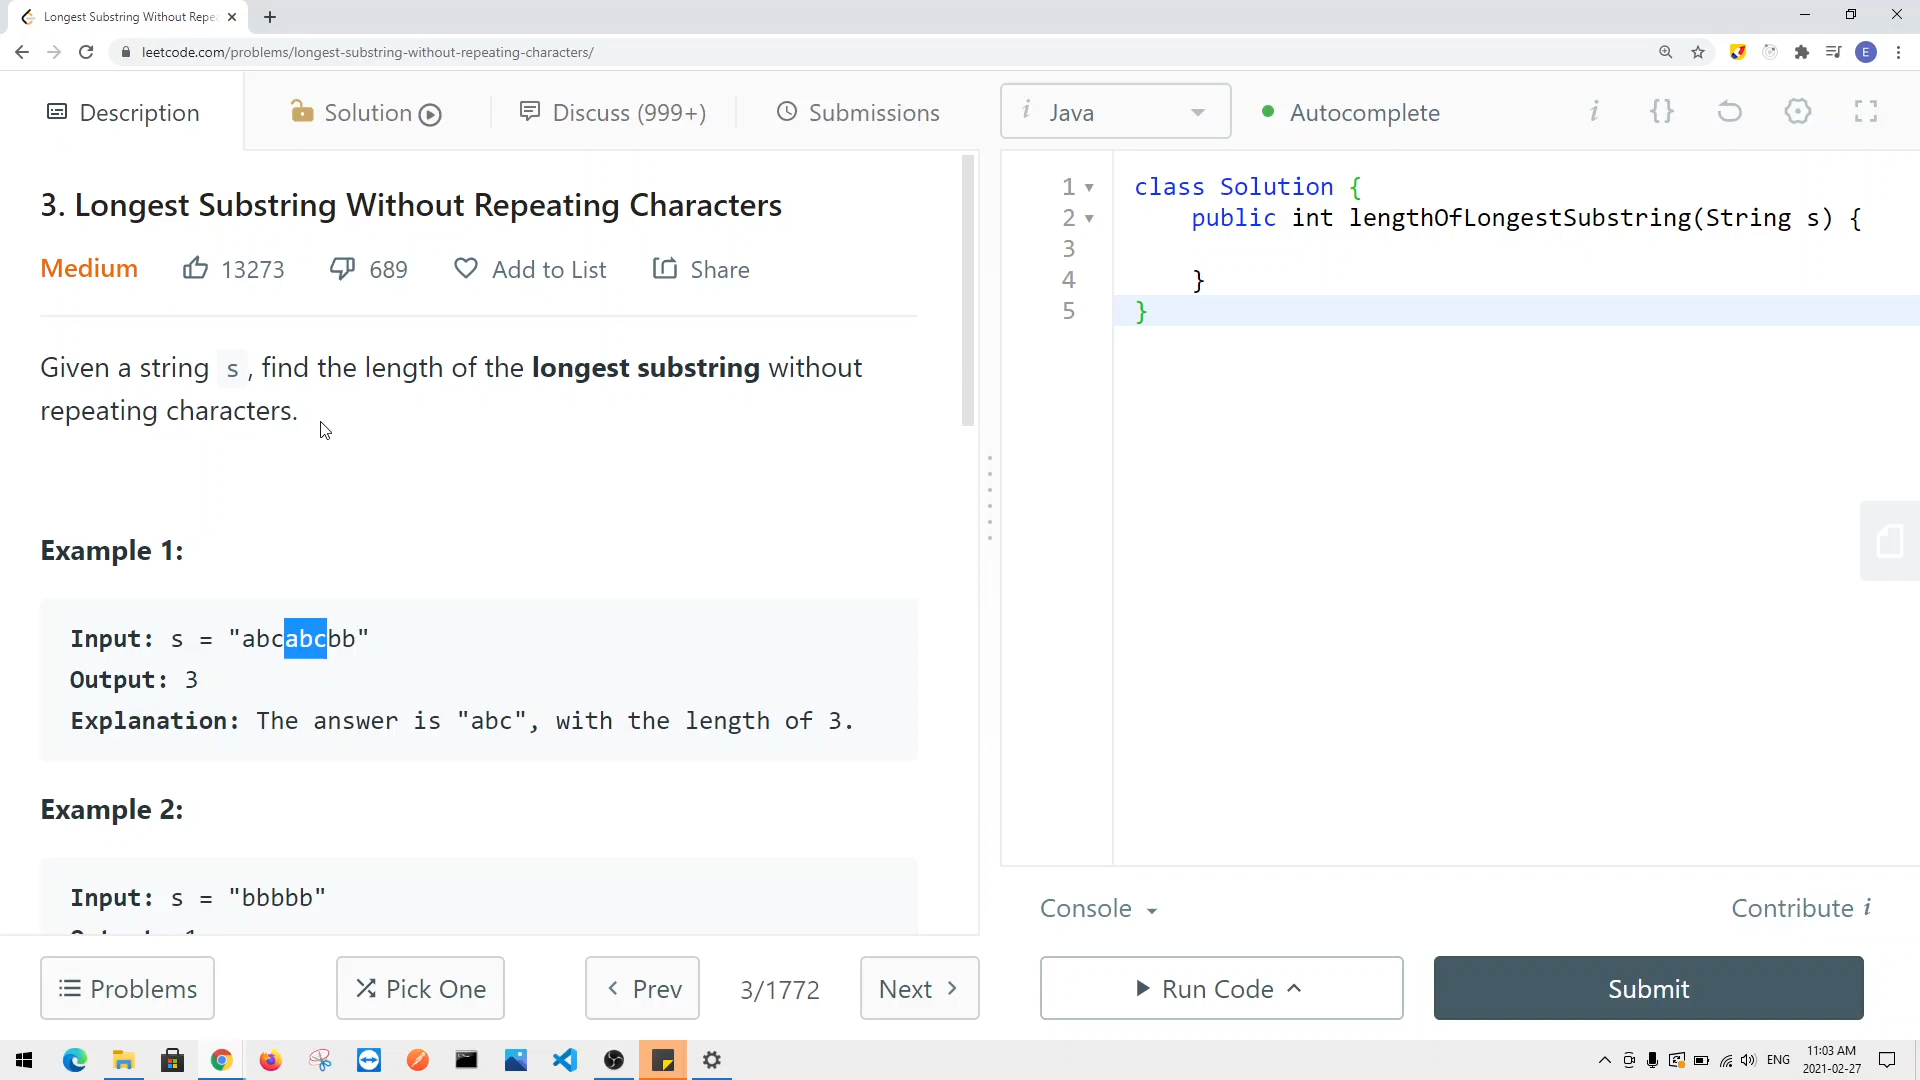 Longest Substring Without Repe
leetcode.com/problems/longest-substring-without-repeating-characters/
E
Description
Solution
Discuss (999+)
Submissions
i Java
Autocomplete
i {}
3. Longest Substring Without Repeating Characters
Medium
13273
689
Add to List
Share
Given a string s, find the length of the longest substring without
repeating characters.
Example 1:
Input: s = "abcabcbb"
Output: 3
Explanation: The answer is "abc", with the length of 3.
Example 2:
Input: s = "bbbbb"
1 class Solution {
2 public int lengthOfLongestSubstring(String s) {
3
4 }
5 }
Console
Contribute i
Problems
Pick One
Prev
3/1772
Next
Run Code
Submit
ENG
11:03 AM
2021-02-27